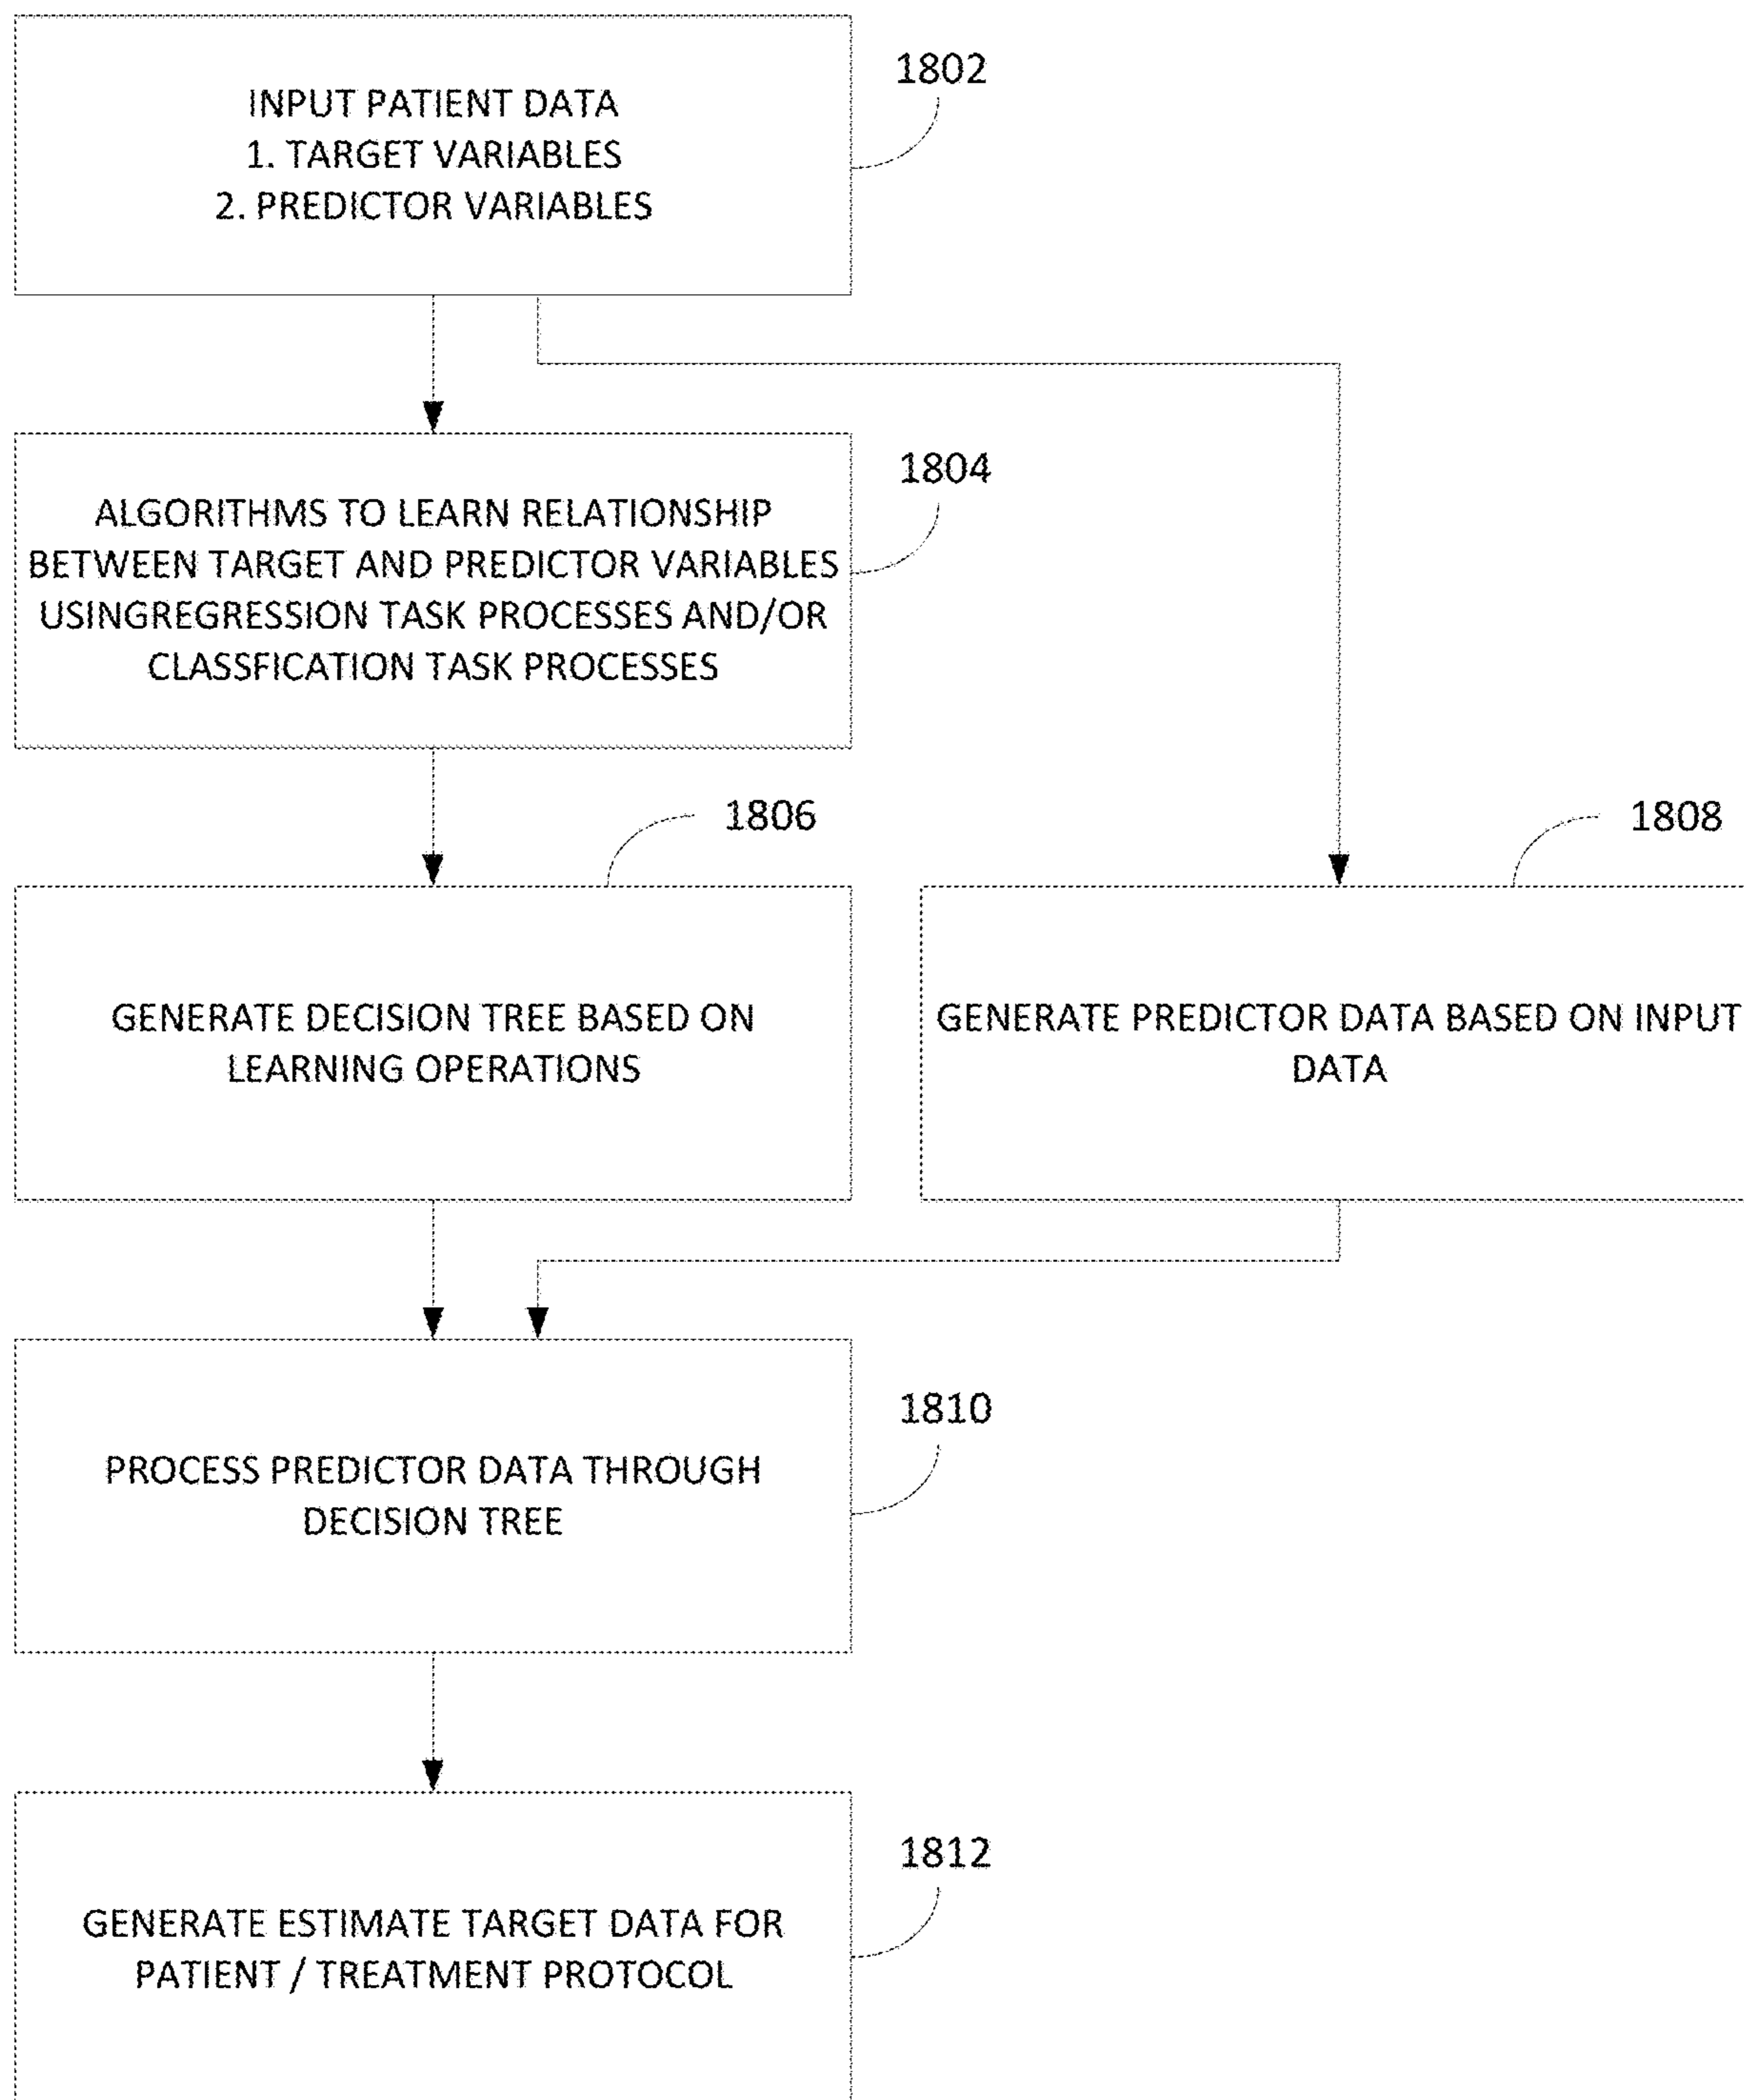 1802
INPUT PATIENT DATA
1. TARGET VARIABLES
2. PREDICTOR VARIABLES
1804
ALGORITHMS TO LEARN RELATIONSHIP
BETWEEN TARGET AND PREDICTOR VARIABLES
USINGREGRESSION TASK PROCESSES AND/OR
CLASSFICATION TASK PROCESSES
1806
GENERATE DECISION TREE BASED ON
LEARNING OPERATIONS
1808
GENERATE PREDICTOR DATA BASED ON INPUT
DATA
1810
PROCESS PREDICTOR DATA THROUGH
DECISION TREE
1812
GENERATE ESTIMATE TARGET DATA FOR
PATIENT / TREATMENT PROTOCOL